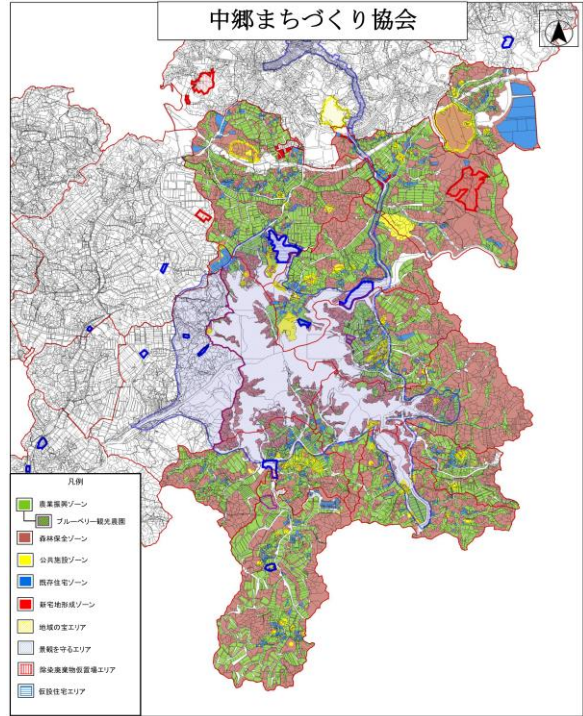 中郷まちづくり協会
凡例
農業振興ゾーン
ブルーベリー観光農園
森林保全ゾーン
公共施設ゾーン
既存住宅ゾーン
新宅地形成ゾーン
地域の宝エリア
景観を守るエリア
除染廃棄物仮置場エリア
仮設住宅エリア